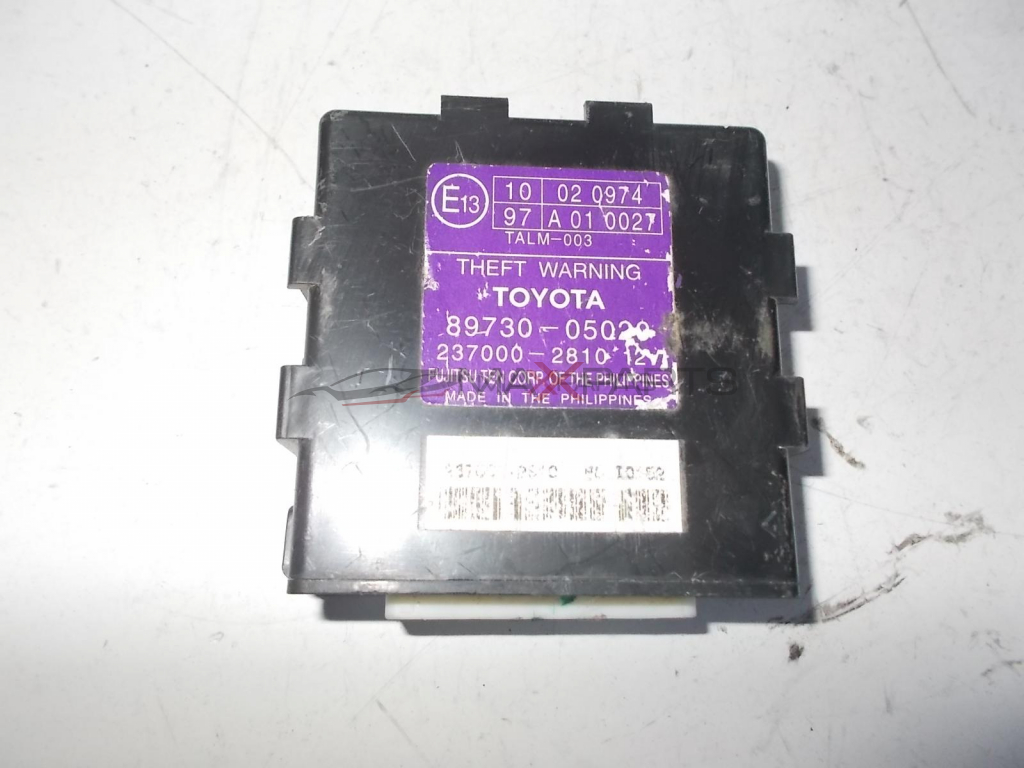 E13
10 02 0974
97 A 01 0027
TALM-003
THEFT WARNING
TOYOTA
89730-05020
237000-2810 12V
FUJITSU TEN CORP. OF THE PHILIPPINES
MADE IN THE PHILIPPINES
MAXXPARTS